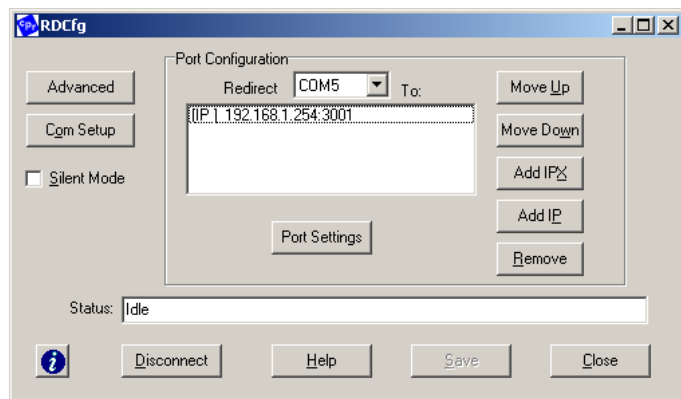 cpr RDCfg
Port Configuration
Advanced
Redirect COM5 To:
Move Up
[IP ] 192.168.1.254:3001
Com Setup
Move Down
Silent Mode
Add IPX
Add IP
Port Settings
Remove
Status: Idle
i Disconnect Help Save Close